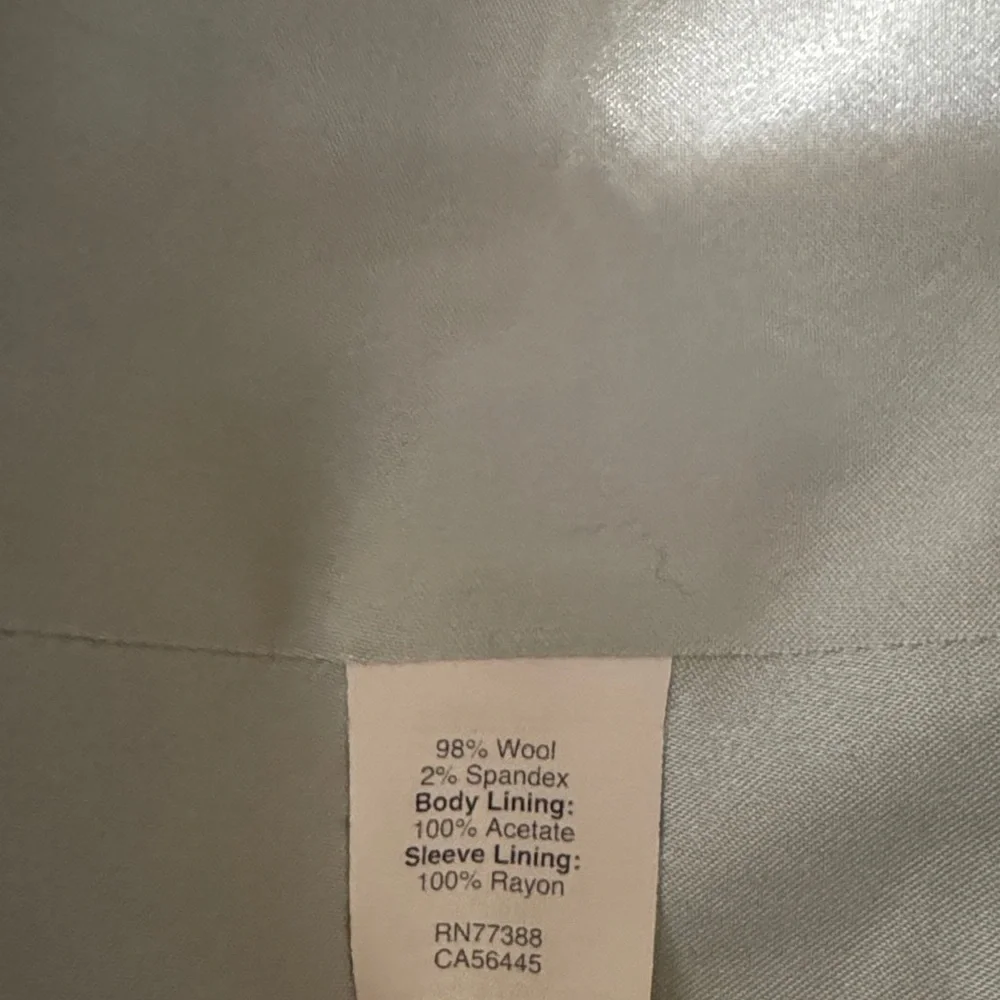 98% Wool
2% Spandex
Body Lining:
100% Acetate
Sleeve Lining:
100% Rayon
RN77388
CA56445